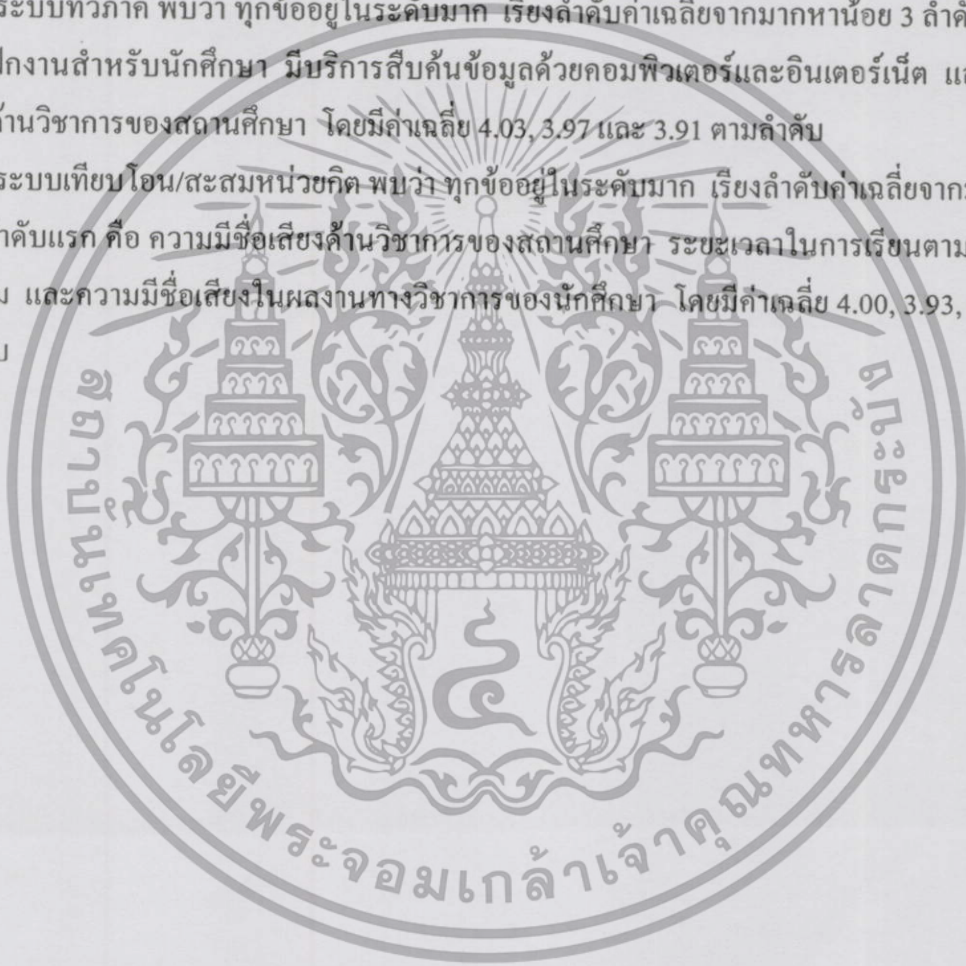 ระบบทวิภาค พบว่า ทุกข้ออยู่ในระดับมาก เรียงลำดับค่าเฉลี่ยจากมากหาน้อย 3 ลำดั
ฝึกงานสำหรับนักศึกษา มีบริการสืบค้นข้อมูลด้วยคอมพิวเตอร์และอินเตอร์เน็ต
ด้านวิชาการของสถานศึกษา โดยมีค่าเฉลี่ย 4.03, 3.97 และ 3.91 ตามลำดับ
ระบบเทียบโอน/สะสมหน่วยกิต พบว่า ทุกข้ออยู่ในระดับมาก เรียงลำดับค่าเฉลี่ยจาก
ำดับแรก คือ ความมีชื่อเสียงด้านวิชาการของสถานศึกษา ระยะเวลาในการเรียนตาม
ม และความมีชื่อเสียงในผลงานทางวิชาการของนักศึกษา โดยมีค่าเฉลี่ย 4.00, 3.93,
บ
สถาบันเทคโนโลยีพระจอมเกล้าเจ้าคุณทหารลาดกระบัง
๔